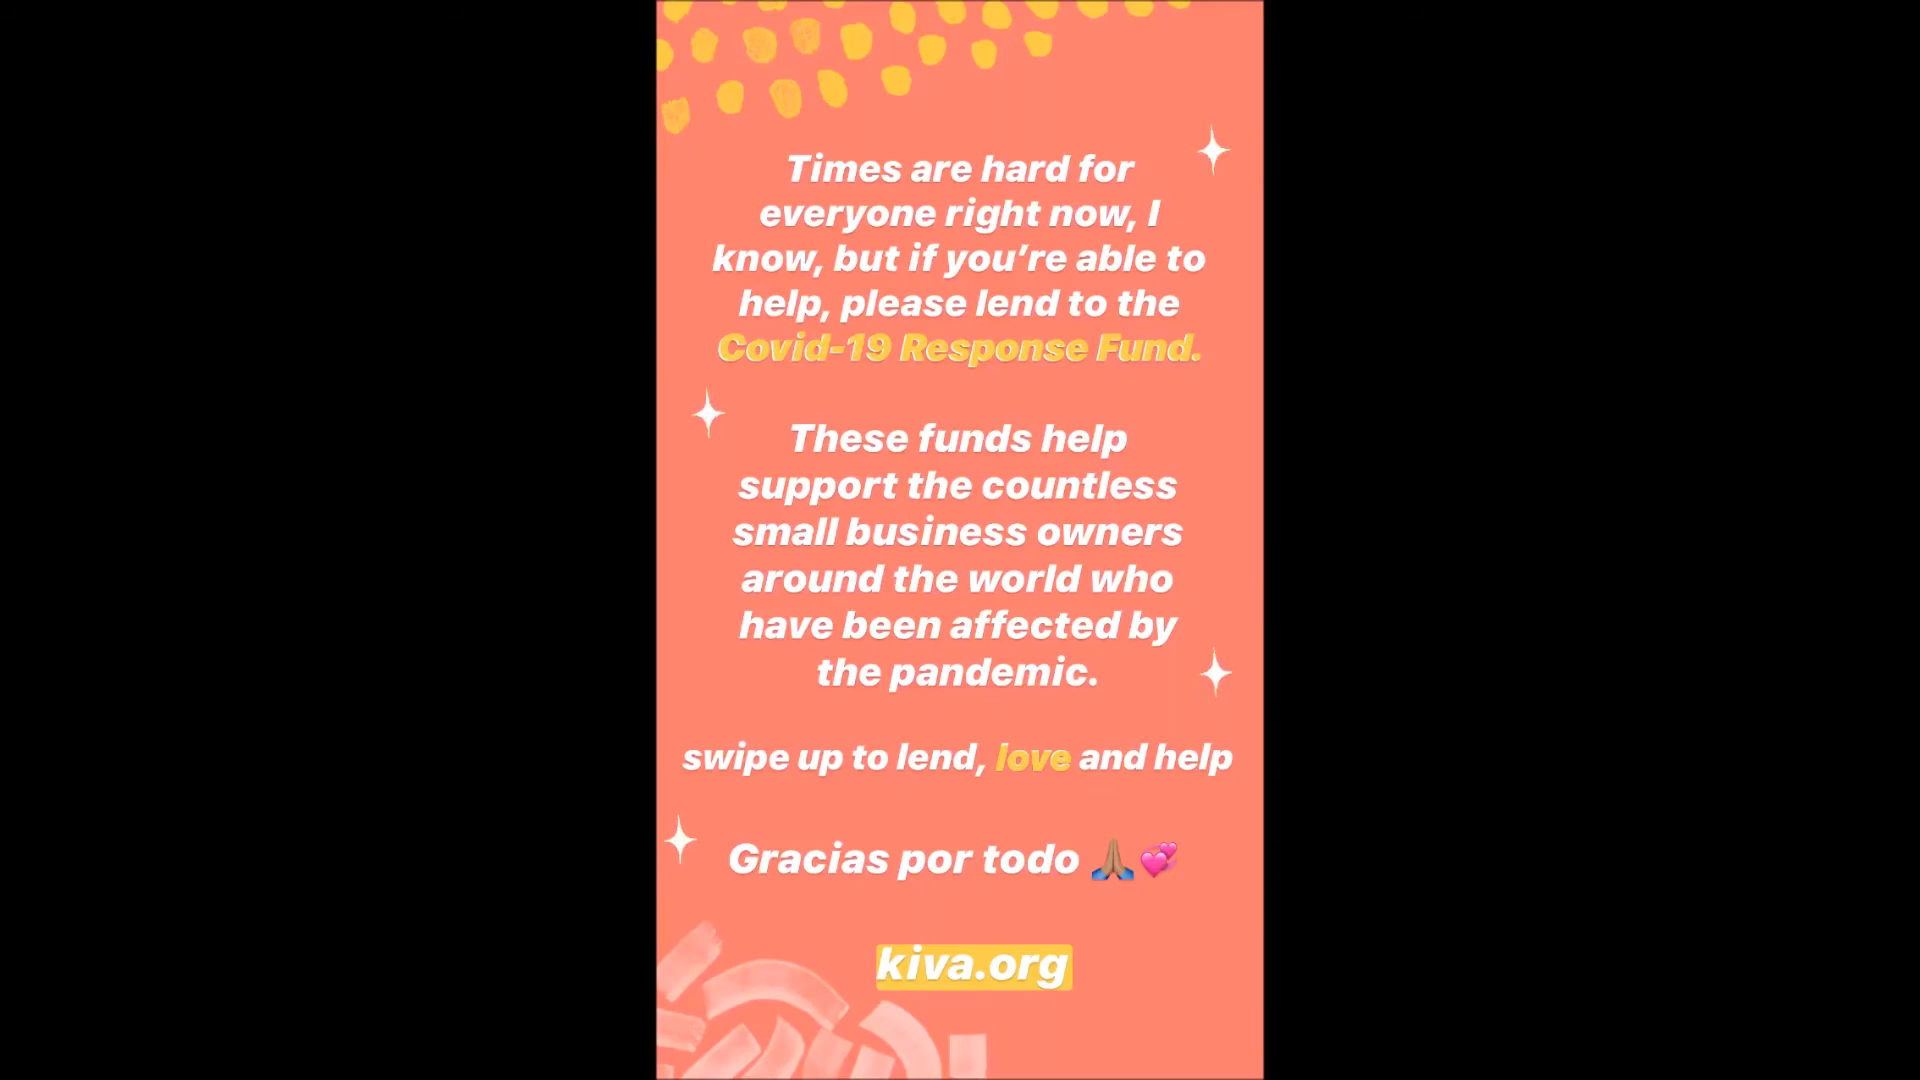 Times are hard for
everyone right now, I
know, but if you’re able to
help, please lend to the
Covid-19 Response Fund.
These funds help
support the countless
small business owners
around the world who
have been affected by
the pandemic.
swipe up to lend, love and help
Gracias por todo 🙏🏽💞
kiva.org